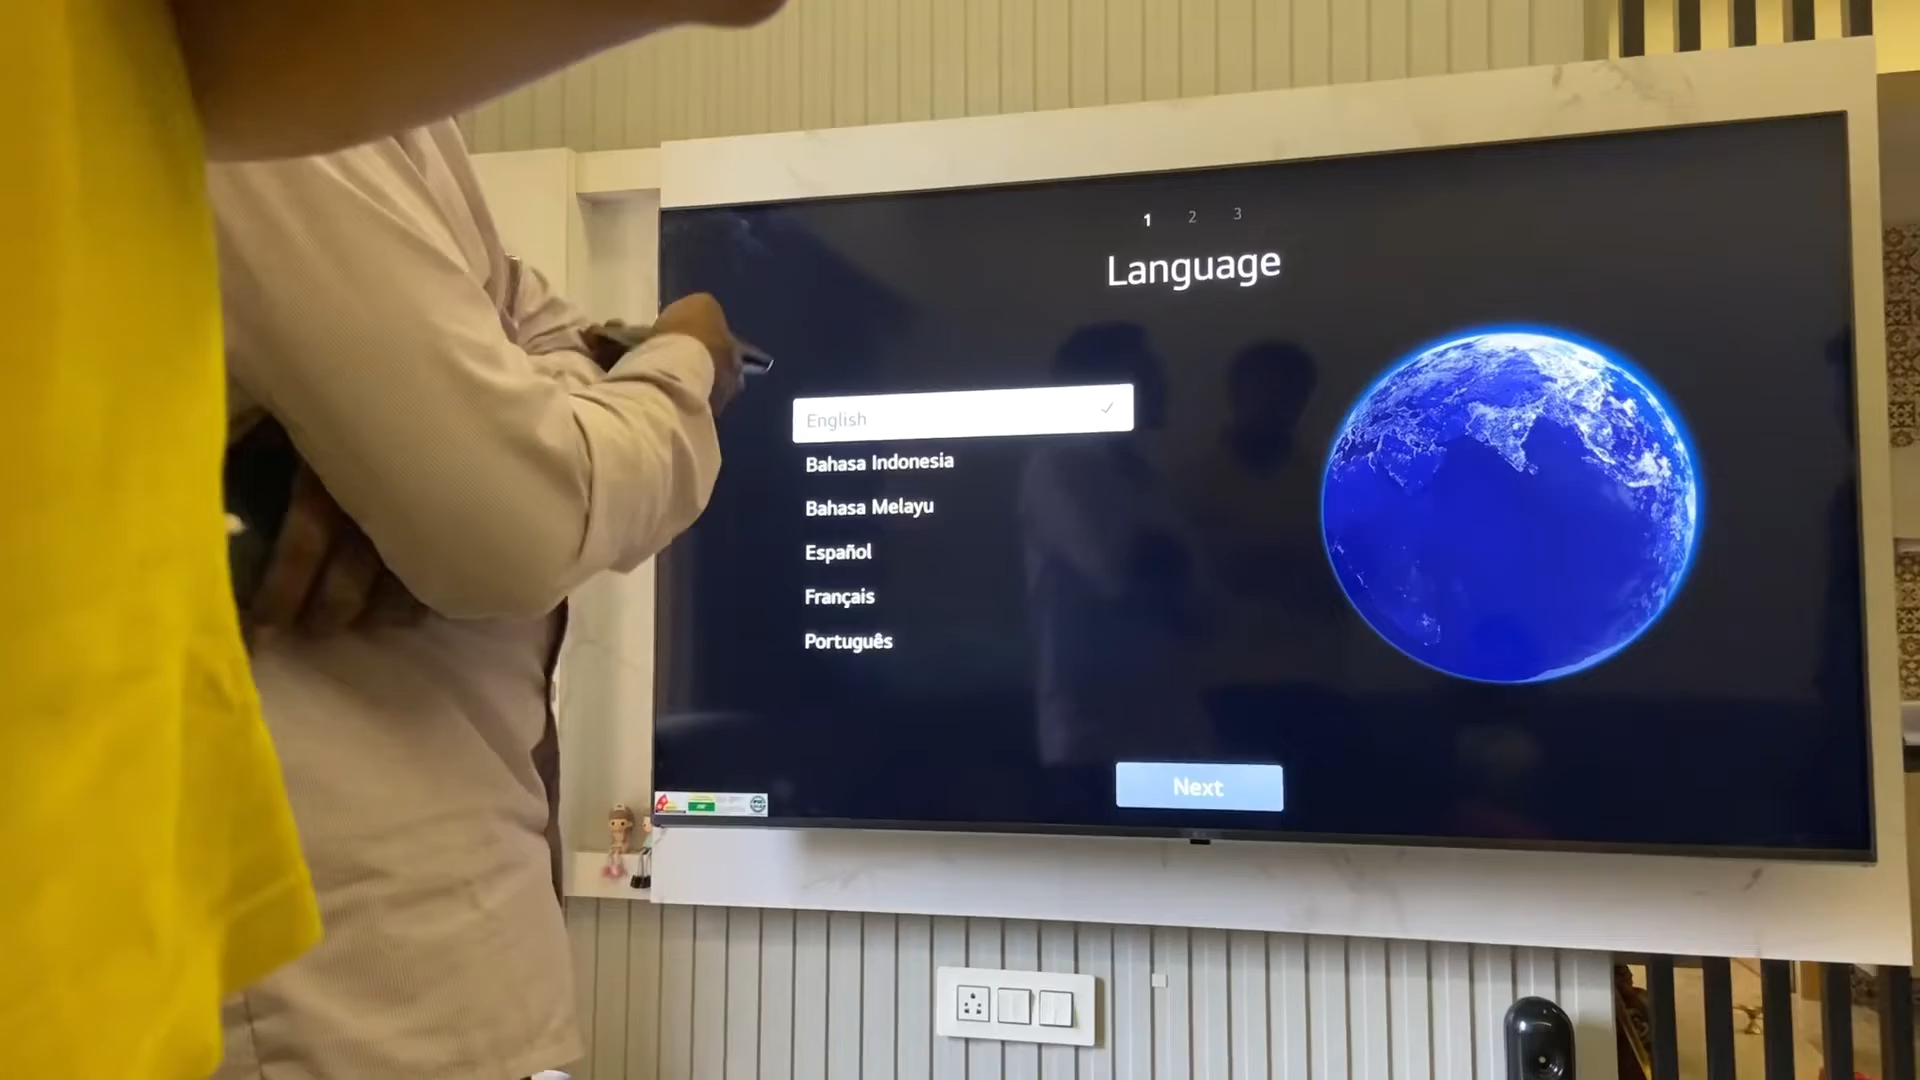 1 2 3
Language
English
Bahasa Indonesia
Bahasa Melayu
Español
Français
Português
Next